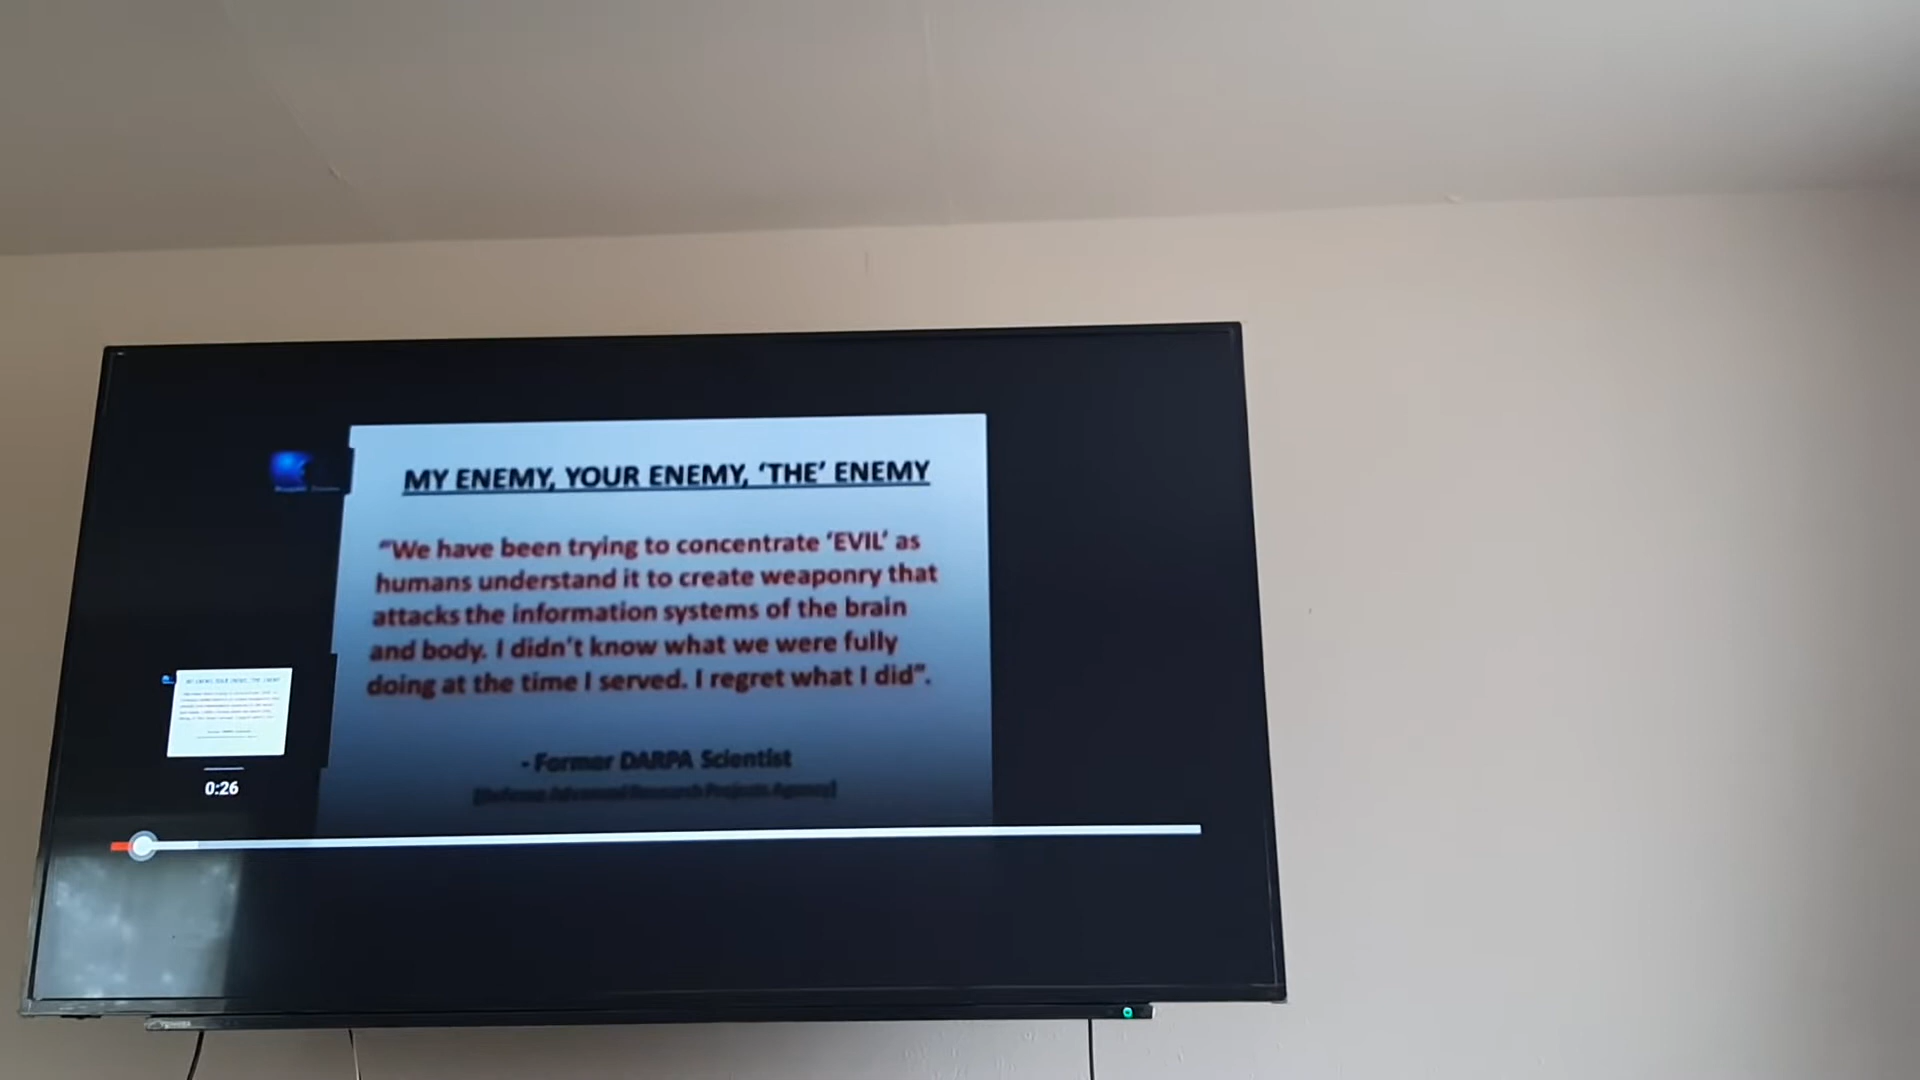 MY ENEMY, YOUR ENEMY, ‘THE’ ENEMY
“We have been trying to concentrate ‘EVIL’ as
humans understand it to create weaponry that
attacks the information systems of the brain
and body. I didn’t know what we were fully
doing at the time I served. I regret what I did”.
- Former DARPA Scientist
[Defense Advanced Research Projects Agency]
0:26